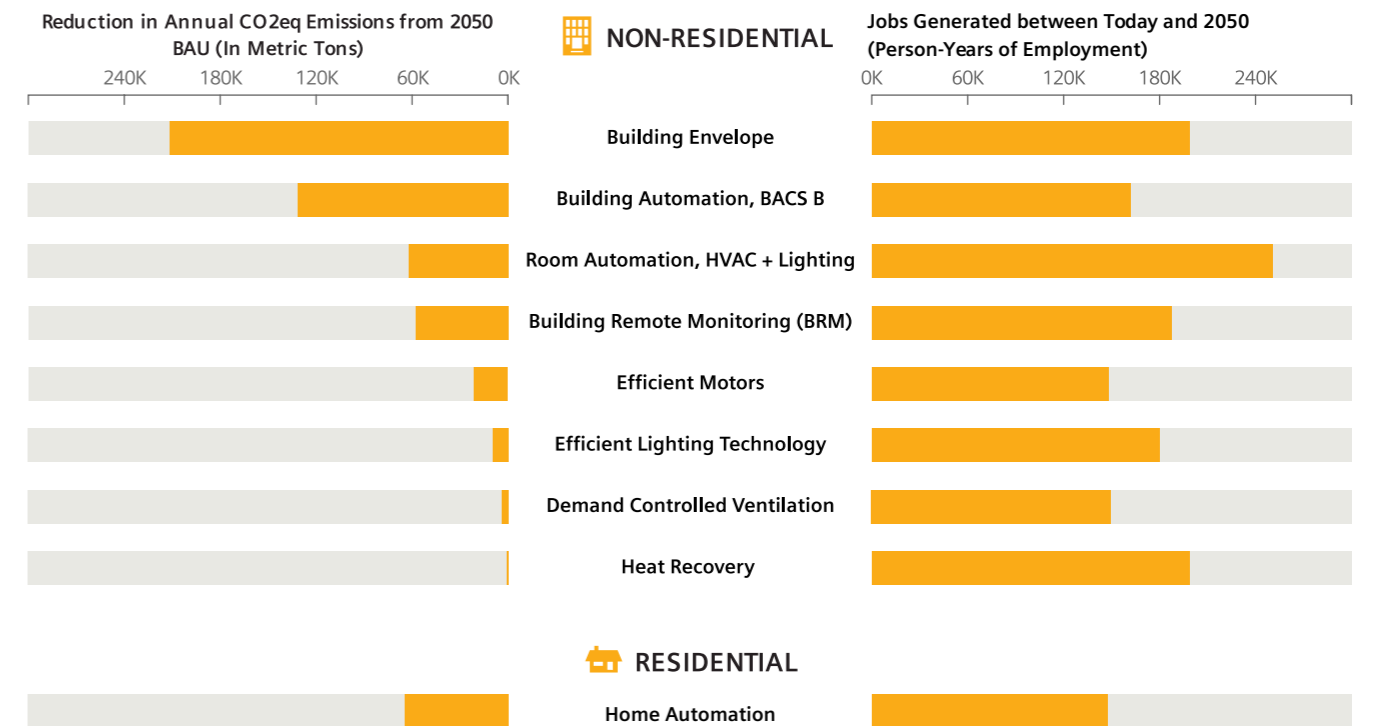 Reduction in Annual CO2eq Emissions from 2050
BAU (In Metric Tons)
NON-RESIDENTIAL
Jobs Generated between Today and 2050
(Person-Years of Employment)
240K 180K 120K 60K 0K
0K 60K 120K 180K 240K
Building Envelope
Building Automation, BACS B
Room Automation, HVAC + Lighting
Building Remote Monitoring (BRM)
Efficient Motors
Efficient Lighting Technology
Demand Controlled Ventilation
Heat Recovery
RESIDENTIAL
Home Automation